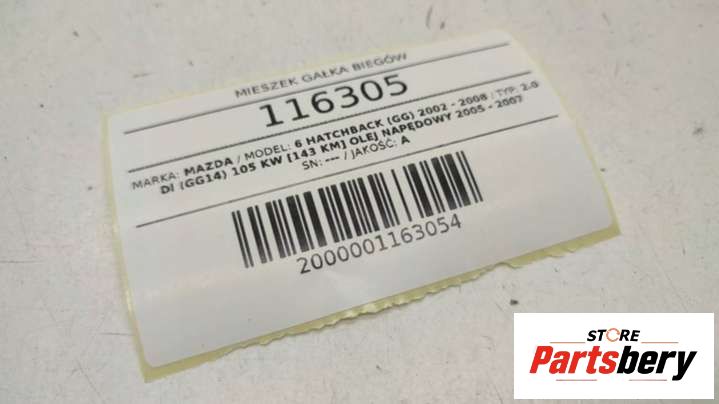 MIESZEK GAŁKA BIEGÓW
116305
MARKA: MAZDA / MODEL: 6 HATCHBACK (GG) 2002 - 2008 / TYP: 2.0
DI (GG14) 105 KW [143 KM] OLEJ NAPĘDOWY 2005 - 2007
SN: --- / JAKOŚĆ: A
2000001163054
STORE
Partsbery